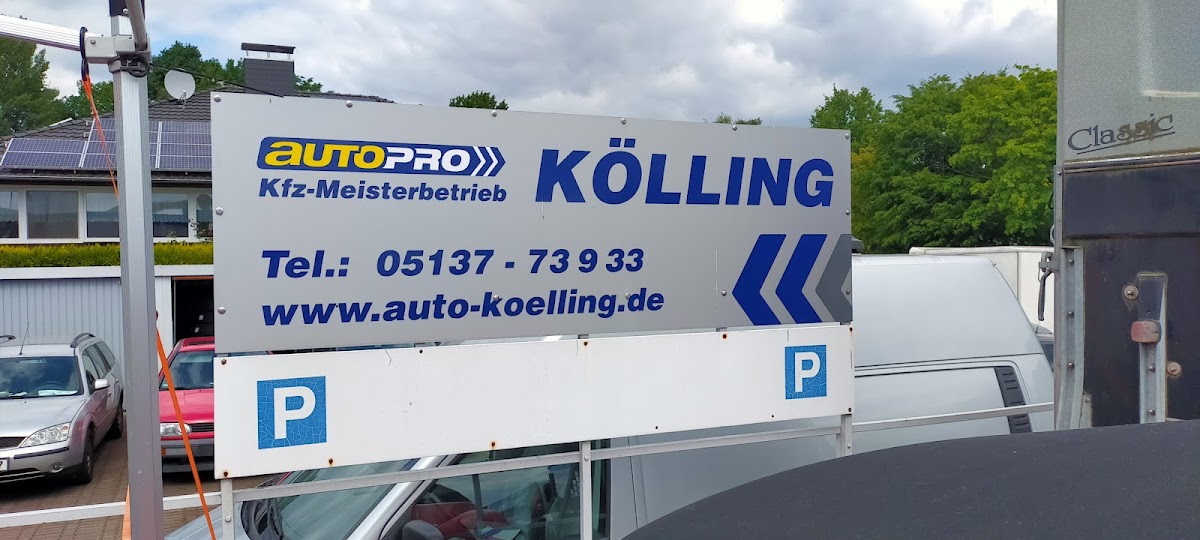 AUTOPRO
Kfz-Meisterbetrieb
KÖLLING
Tel.: 05137 - 73 9 33
www.auto-koelling.de
P
P
Classic